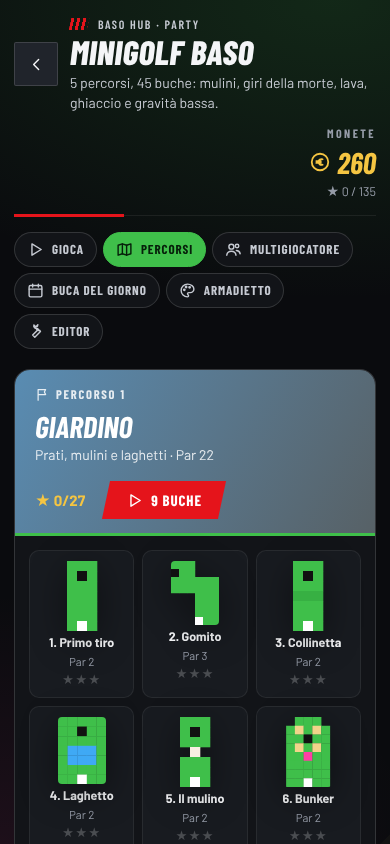 BASO HUB · PARTY
MINIGOLF BASO
5 percorsi, 45 buche: mulini, giri della morte, lava,
ghiaccio e gravità bassa.
MONETE
260
★ 0 / 135
GIOCA
PERCORSI
MULTIGIOCATORE
BUCA DEL GIORNO
ARMADIETTO
EDITOR
PERCORSO 1
GIARDINO
Prati, mulini e laghetti · Par 22
★ 0/27
9 BUCHE
1. Primo tiro
Par 2
★★★
2. Gomito
Par 3
★★★
3. Collinetta
Par 2
★★★
4. Laghetto
Par 2
★★★
5. Il mulino
Par 2
★★★
6. Bunker
Par 2
★★★